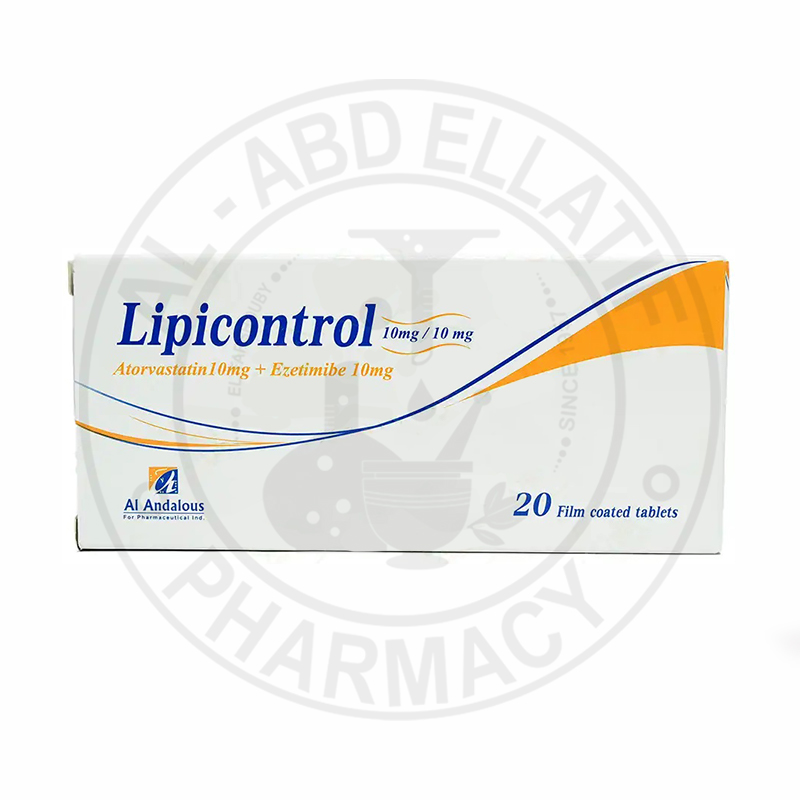 AL - ABD ELLATIF
Lipicontrol 10mg / 10 mg
Atorvastatin10mg + Ezetimibe 10mg
SINCE
Al Andalous
For Pharmaceutical Ind.
20 Film coated tablets
PHARMACY